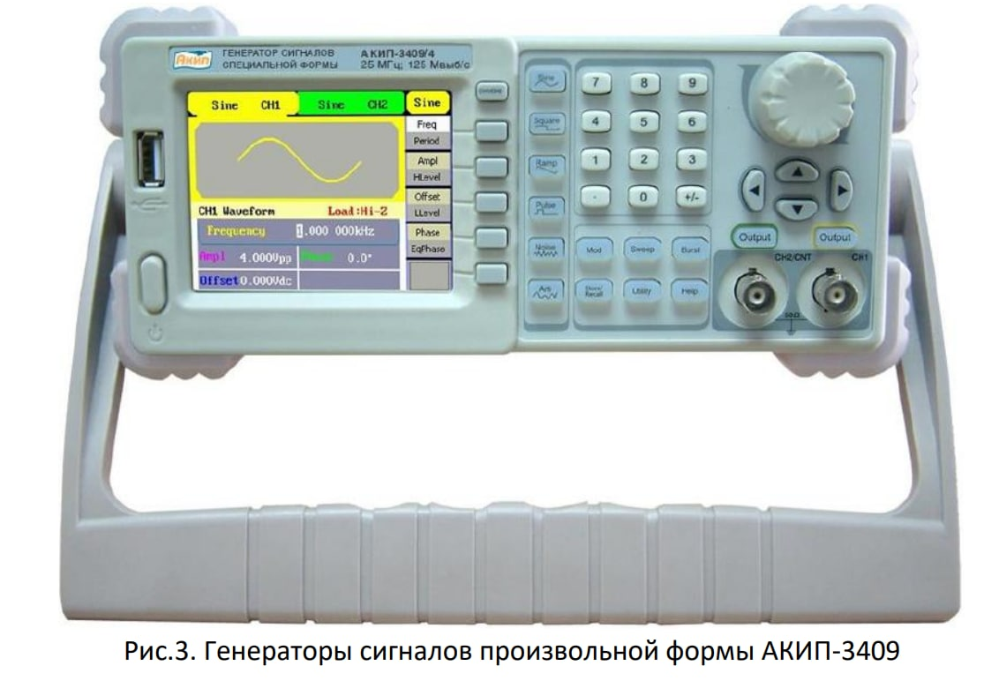 Акип
ГЕНЕРАТОР СИГНАЛОВ
СПЕЦИАЛЬНОЙ ФОРМЫ
АКИП-3409/4
25 МГц; 125 Мвыб/с
Sine CH1
Sine CH2
Sine
Freq
Period
Ampl
HLevel
Offset
LLevel
Phase
EqPhase
CH1 Waveform
Load:Hi-Z
Frequency
1.000 000kHz
Ampl
4.000Vpp
0.0°
Offset
0.000Vdc
Sine
Square
Ramp
Pulse
Noise
Arb
7
8
9
4
5
6
1
2
3
.
0
+/-
Mod
Sweep
Burst
Store/
Recall
Utility
Help
Output
Output
CH2/CNT
CH1
50Ω
Рис.3. Генераторы сигналов произвольной формы АКИП-3409